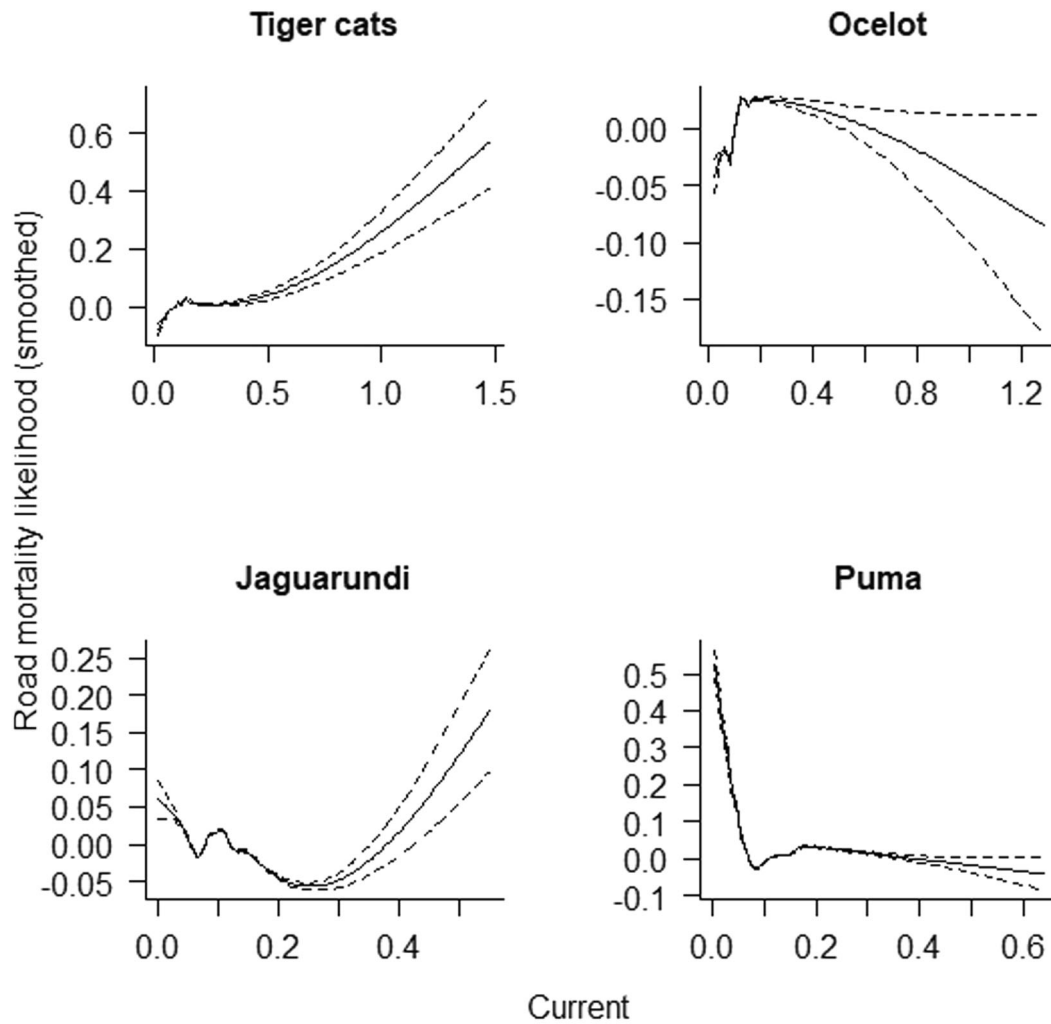 Tiger cats
Ocelot
0.6
0.4
0.2
0.0
0.0 0.5 1.0 1.5
0.00
-0.05
-0.10
-0.15
0.0 0.4 0.8 1.2
Road mortality likelihood (smoothed)
Jaguarundi
Puma
0.25
0.20
0.15
0.10
0.05
0.00
-0.05
0.0 0.2 0.4
0.5
0.4
0.3
0.2
0.1
0.0
-0.1
0.0 0.2 0.4 0.6
Current